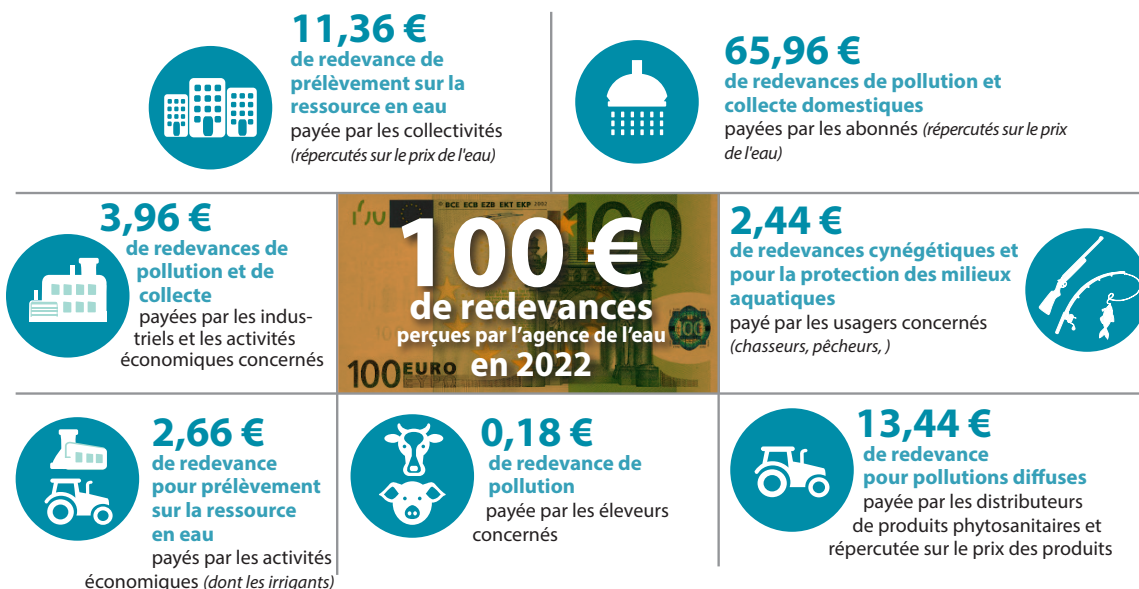 11,36 €
de redevance de
prélèvement sur la
ressource en eau
payée par les collectivités
(répercutés sur le prix de l'eau)
65,96 €
de redevances de pollution et
collecte domestiques
payées par les abonnés (répercutés sur le prix
de l'eau)
3,96 €
de redevances de
pollution et de
collecte
payées par les indus-
triels et les activités
économiques concernés
BCE ECB EZB EKT EKP 2002
100
100 €
de redevances
perçues par l'agence de l'eau
en 2022
100 EURO
100
2,44 €
de redevances cynégétiques et
pour la protection des milieux
aquatiques
payé par les usagers concernés
(chasseurs, pêcheurs, )
2,66 €
de redevance
pour prélèvement
sur la ressource
en eau
payés par les activités
économiques (dont les irrigants)
0,18 €
de redevance de
pollution
payée par les éleveurs
concernés
13,44 €
de redevance
pour pollutions diffuses
payée par les distributeurs
de produits phytosanitaires et
répercutée sur le prix des produits